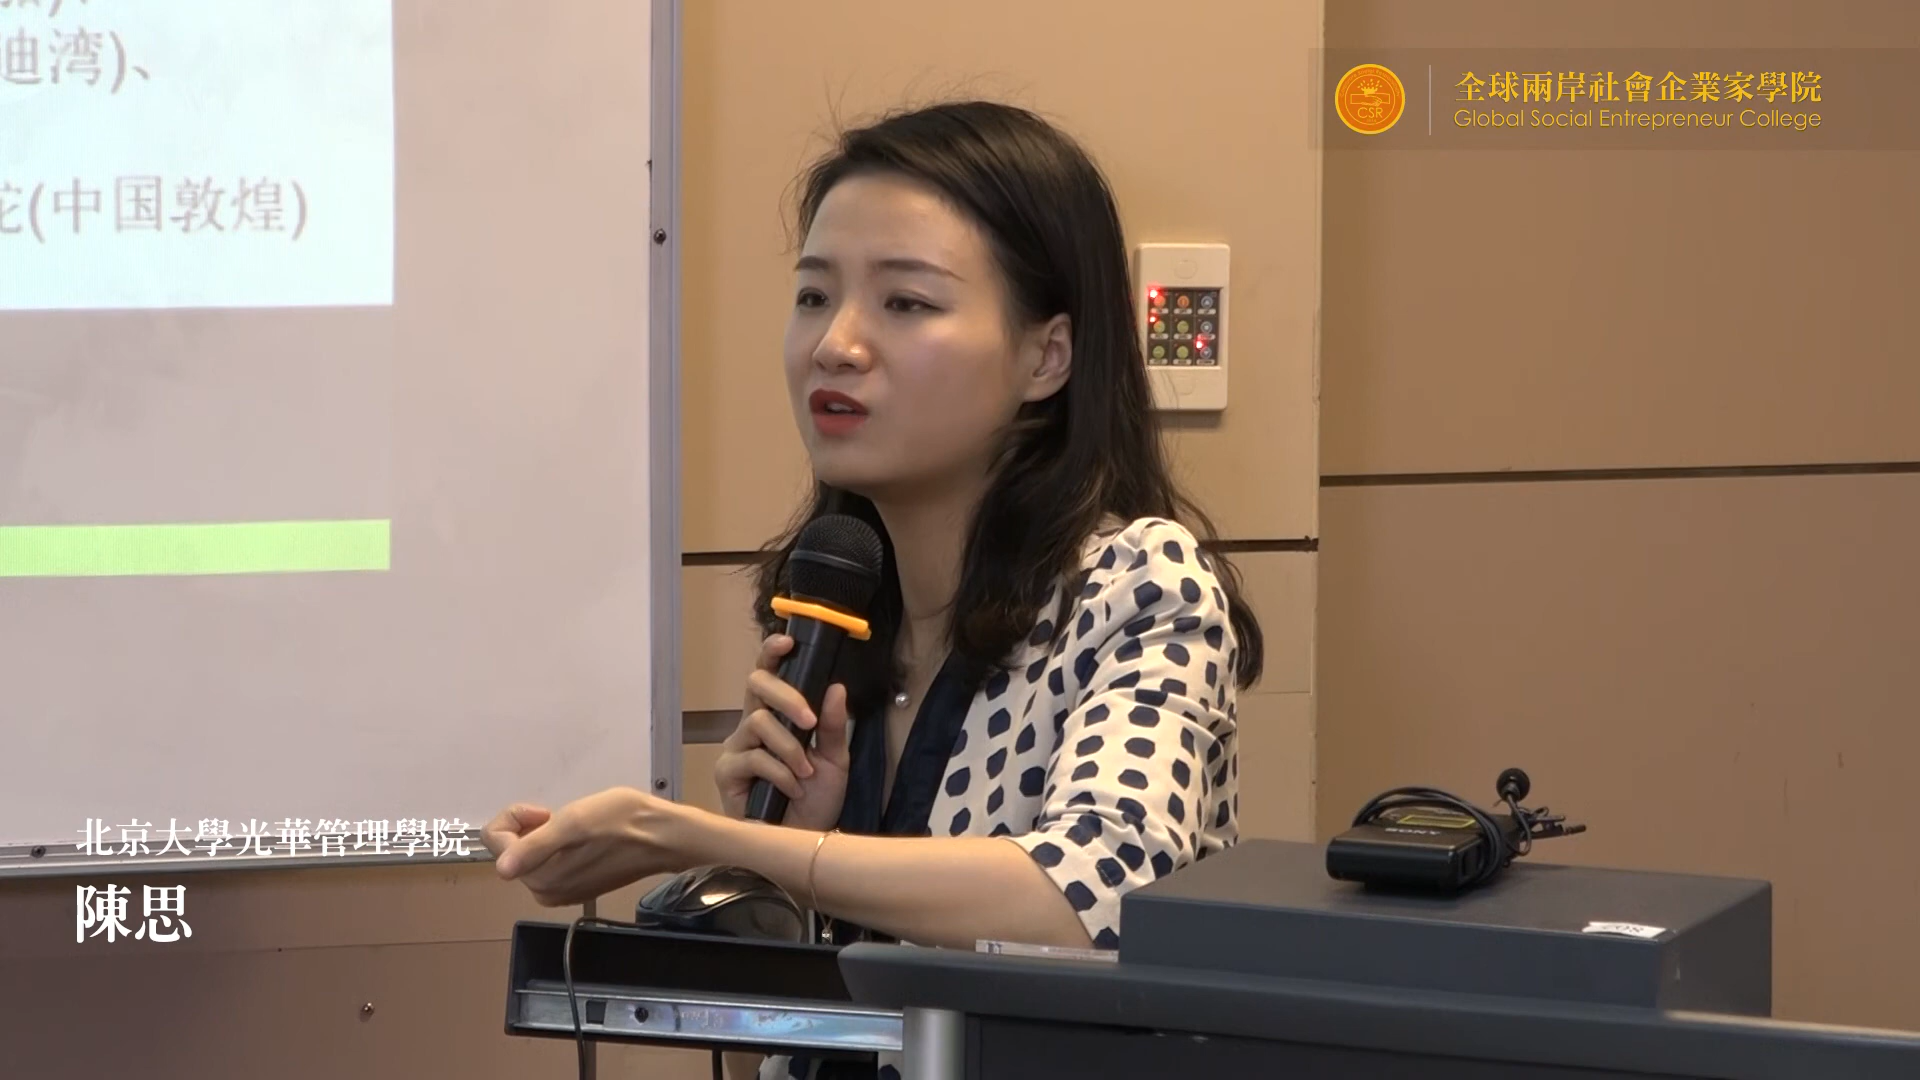 迪湾)、
(中国敦煌)
全球兩岸社會企業家學院
Global Social Entrepreneur College
CSR
SONY
208
北京大學光華管理學院
陳思